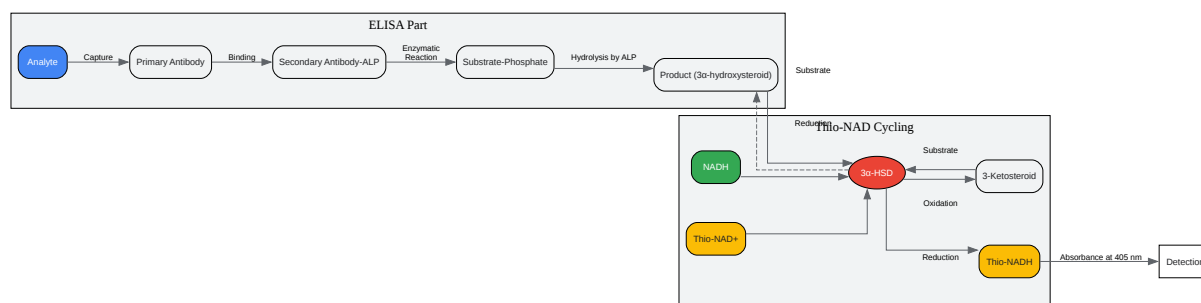 ELISA Part
Analyte
Capture
Primary Antibody
Binding
Secondary Antibody-ALP
Enzymatic
Reaction
Substrate-Phosphate
Hydrolysis by ALP
Product (3α-hydroxysteroid)
Substrate
Reduction
Thio-NAD Cycling
NADH
3α-HSD
Substrate
3-Ketosteroid
Oxidation
Thio-NAD+
Reduction
Thio-NADH
Absorbance at 405 nm
Detection